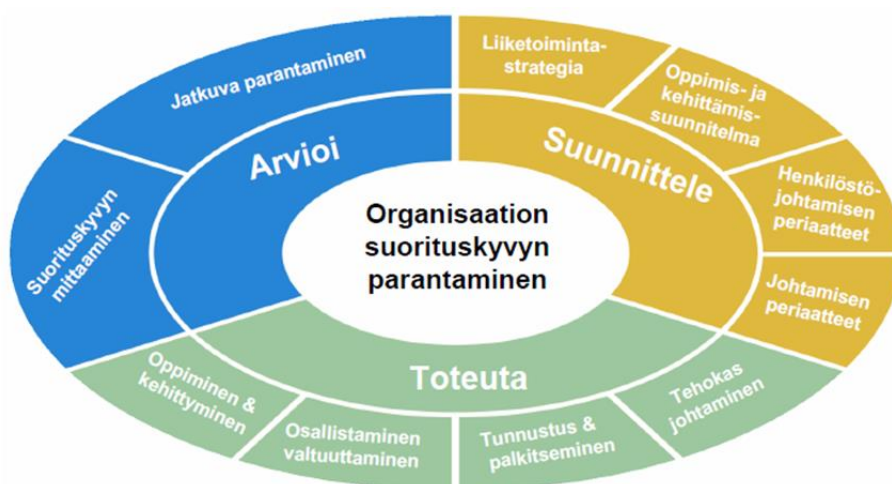 Organisaation
suorituskyvyn
parantaminen
Suunnittele
Liiketoiminta-
strategia
Oppimis- ja
kehittämis-
suunnitelma
Henkilöstö-
johtamisen
periaatteet
Johtamisen
periaatteet
Toteuta
Tehokas
johtaminen
Tunnustus &
palkitseminen
Osallistaminen
valtuuttaminen
Oppiminen &
kehittyminen
Arvioi
Suorituskyvyn
mittaaminen
Jatkuva parantaminen